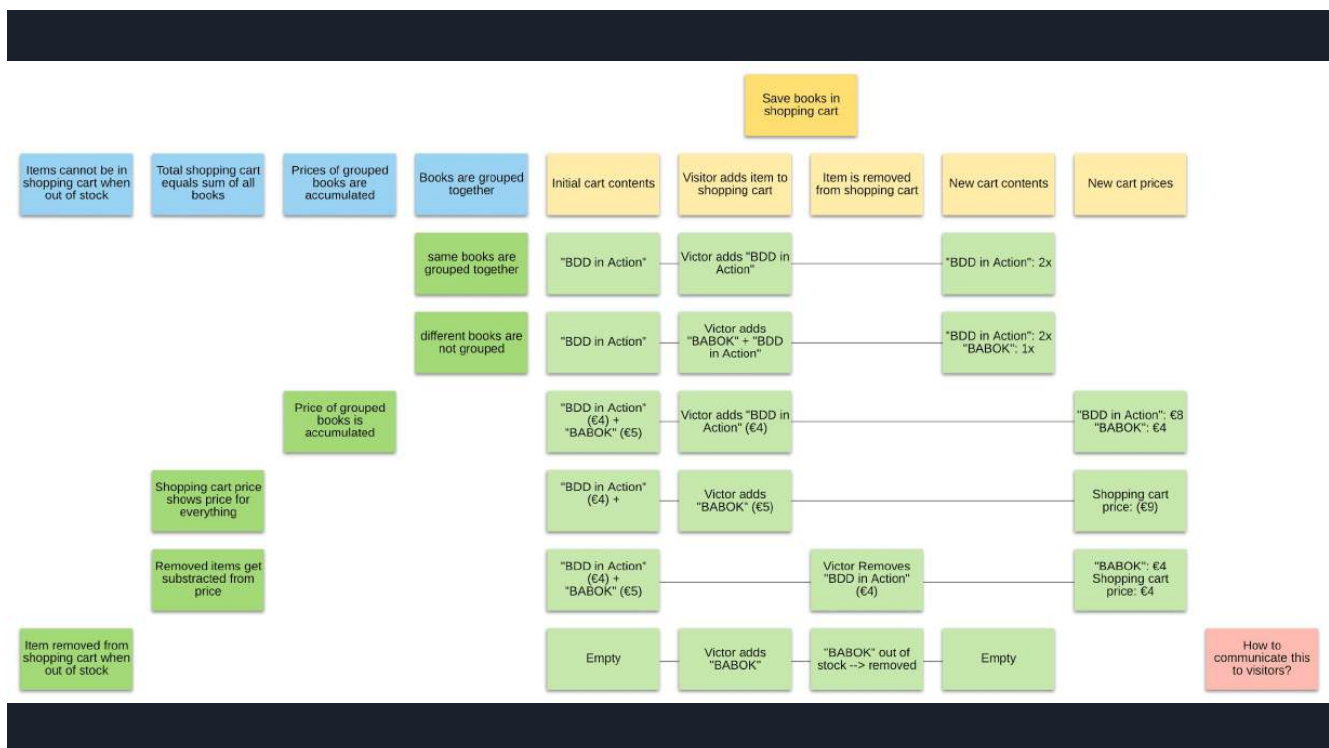 Save books in
shopping cart
Items cannot be in
shopping cart when
out of stock
Total shopping cart
equals sum of all
books
Prices of grouped
books are
accumulated
Books are grouped
together
Initial cart contents
Visitor adds item to
shopping cart
Item is removed
from shopping cart
New cart contents
New cart prices
same books are
grouped together
"BDD in Action"
Victor adds "BDD in
Action"
"BDD in Action": 2x
different books are
not grouped
"BDD in Action"
Victor adds
"BABOK" + "BDD
in Action"
"BDD in Action": 2x
"BABOK": 1x
Price of grouped
books is
accumulated
"BDD in Action"
(€4) +
"BABOK" (€5)
Victor adds "BDD in
Action" (€4)
"BDD in Action": €8
"BABOK": €4
Shopping cart price
shows price for
everything
"BDD in Action"
(€4) +
Victor adds
"BABOK" (€5)
Shopping cart
price: (€9)
Removed items get
substracted from
price
"BDD in Action"
(€4) +
"BABOK" (€5)
Victor Removes
"BDD in Action"
(€4)
"BABOK": €4
Shopping cart
price: €4
Item removed from
shopping cart when
out of stock
Empty
Victor adds
"BABOK"
"BABOK" out of
stock --> removed
Empty
How to
communicate this
to visitors?